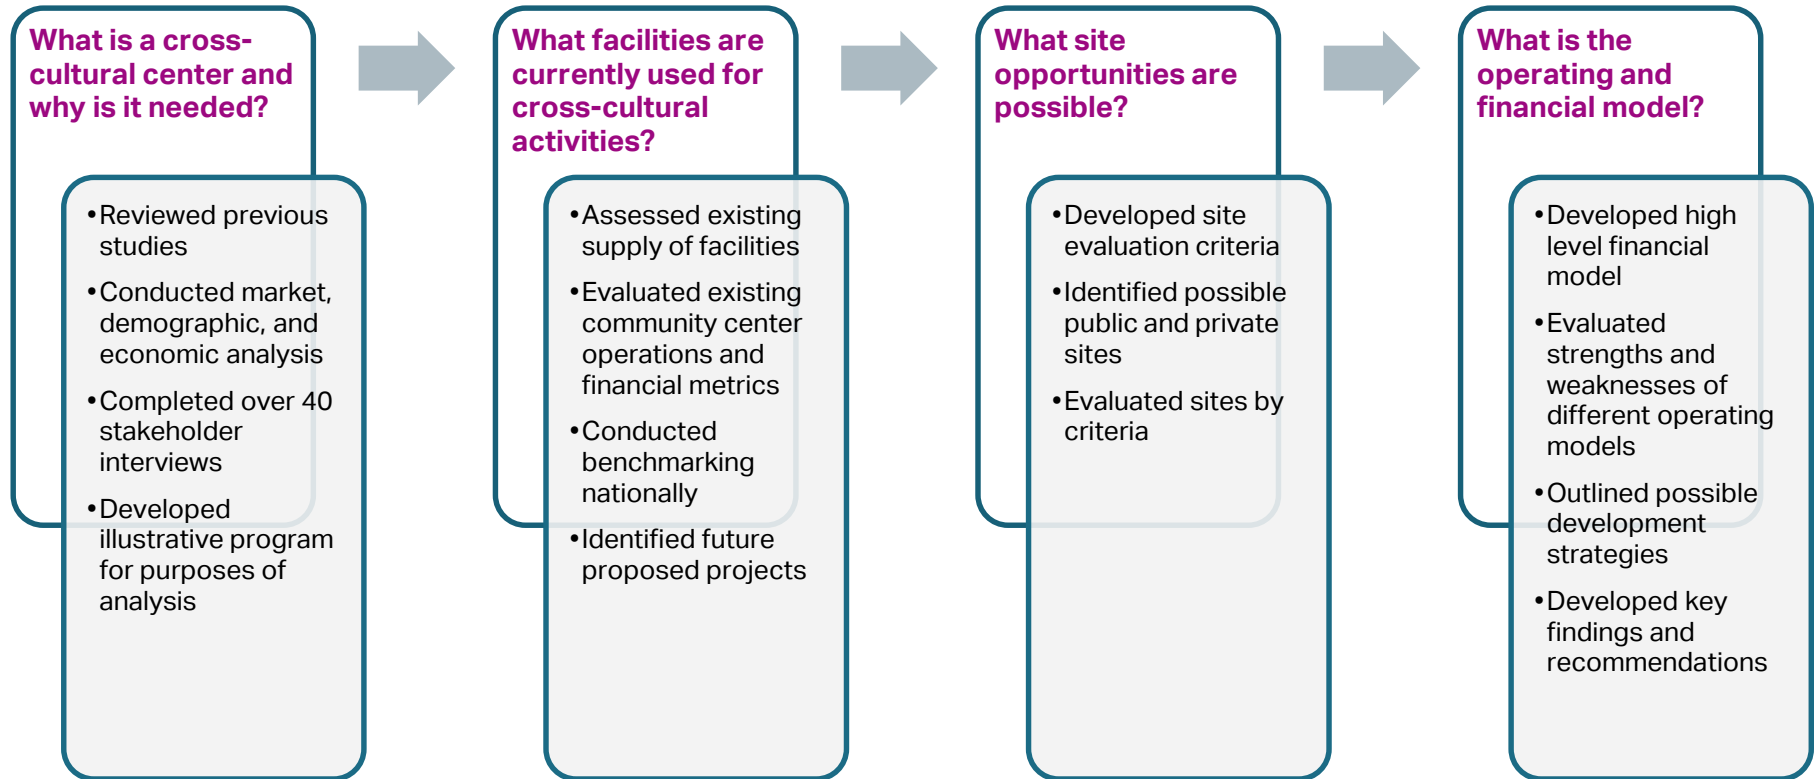 What is a cross-
cultural center and
why is it needed?
•Reviewed previous
studies
•Conducted market,
demographic, and
economic analysis
•Completed over 40
stakeholder
interviews
•Developed
illustrative program
for purposes of
analysis
What facilities are
currently used for
cross-cultural
activities?
•Assessed existing
supply of facilities
•Evaluated existing
community center
operations and
financial metrics
•Conducted
benchmarking
nationally
•Identified future
proposed projects
What site
opportunities are
possible?
•Developed site
evaluation criteria
•Identified possible
public and private
sites
•Evaluated sites by
criteria
What is the
operating and
financial model?
•Developed high
level financial
model
•Evaluated
strengths and
weaknesses of
different operating
models
•Outlined possible
development
strategies
•Developed key
findings and
recommendations